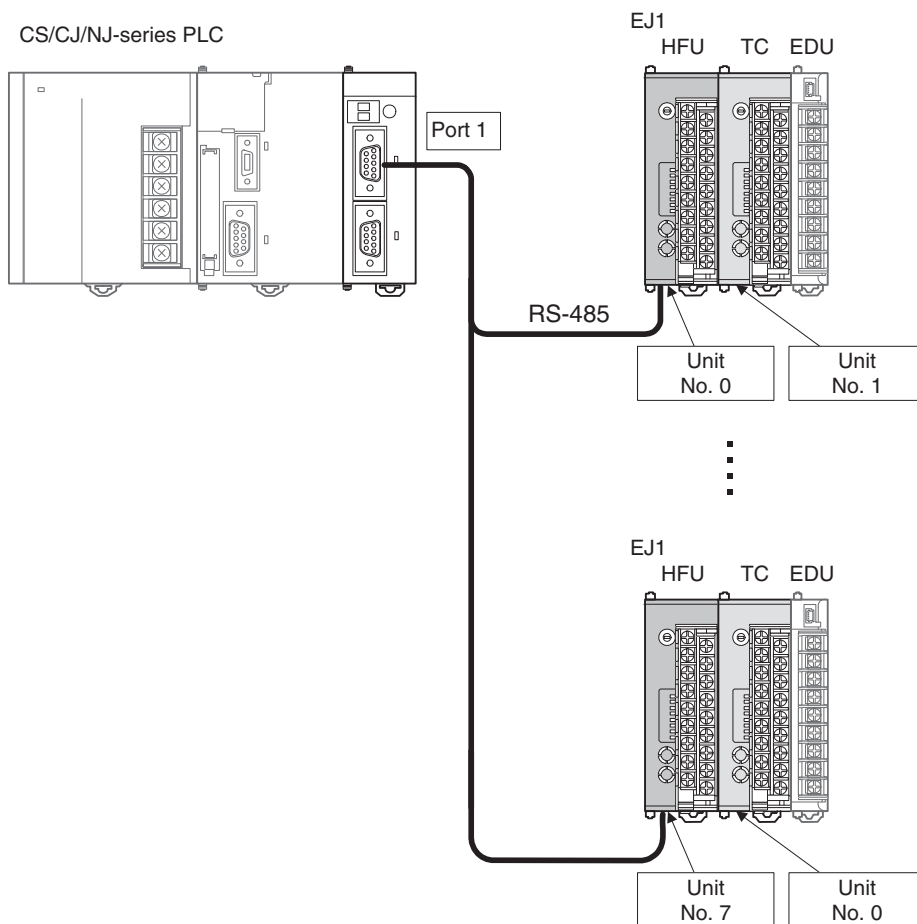 CS/CJ/NJ-series PLC
EJ1
HFU TC EDU
Port 1
RS-485
Unit
No. 0
Unit
No. 1
EJ1
HFU TC EDU
Unit
No. 7
Unit
No. 0